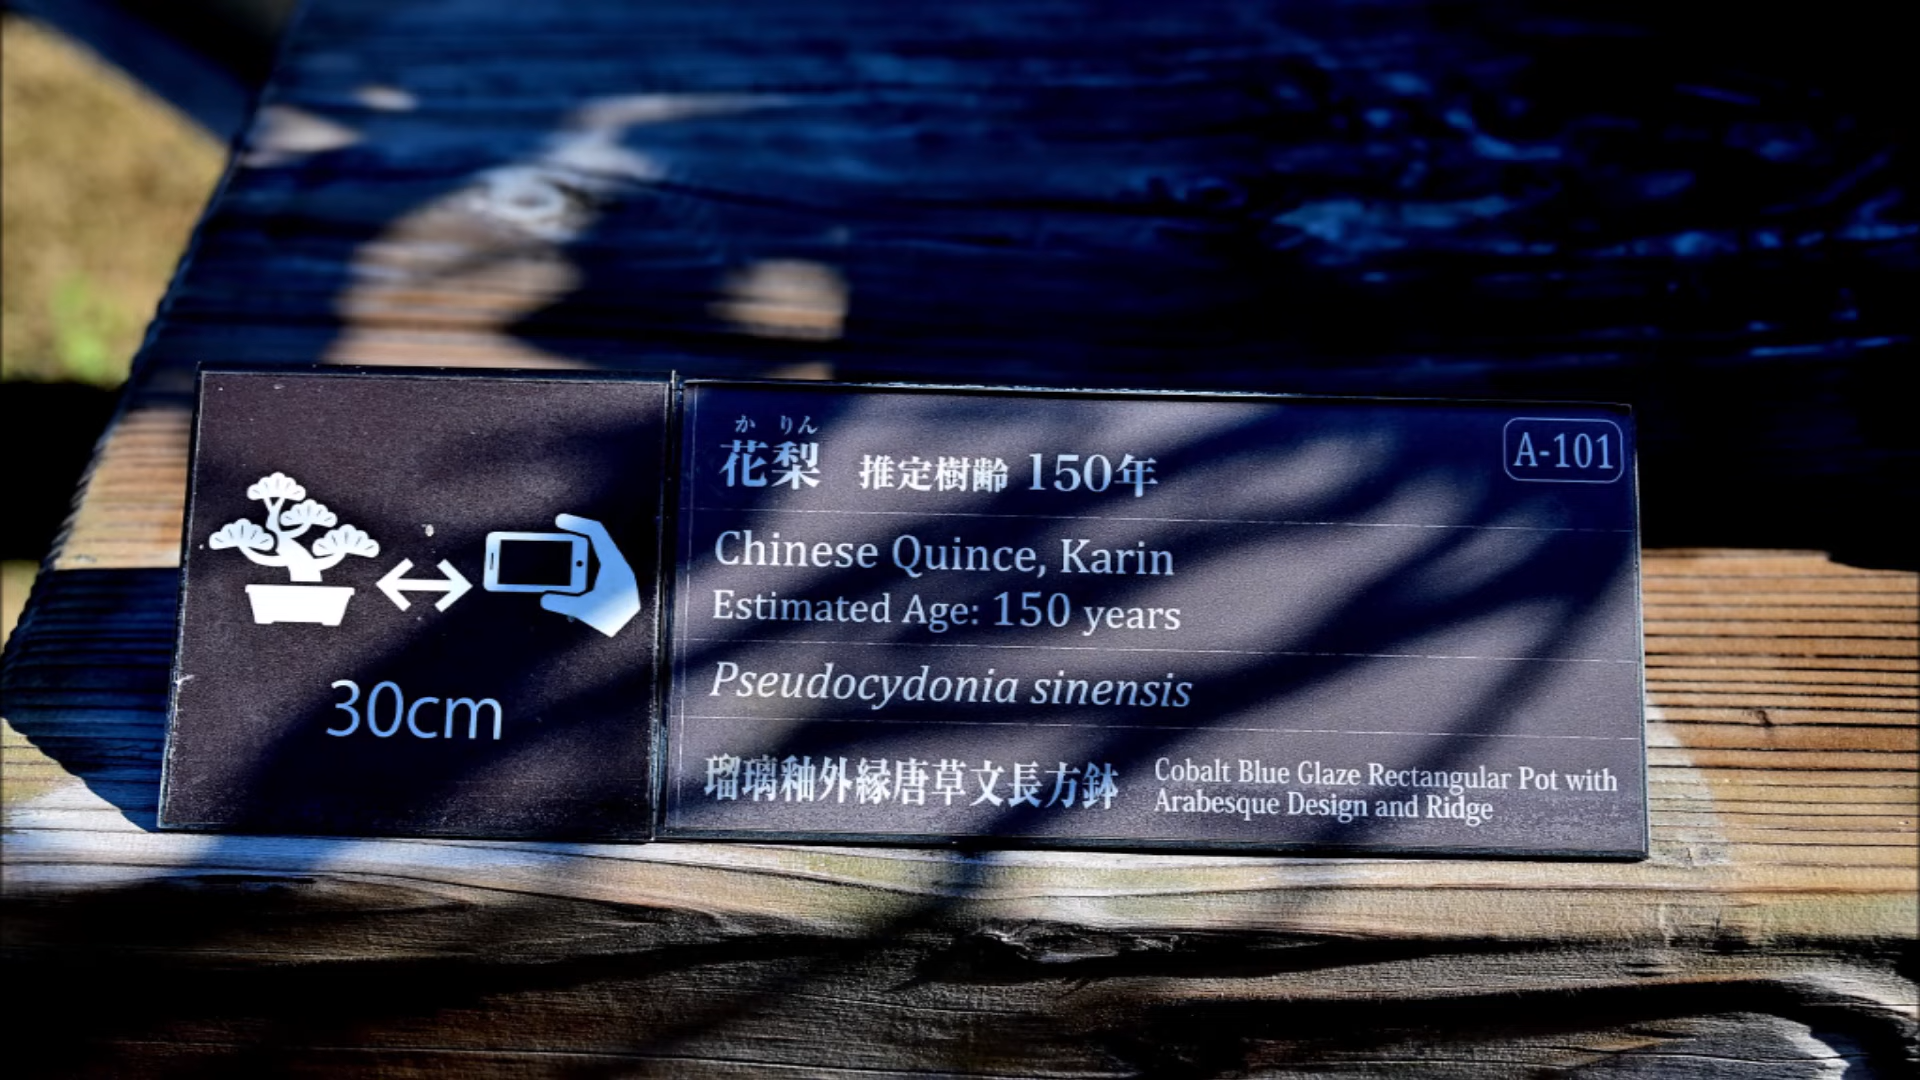 30cm
か りん
花梨 推定樹齢 150年
A-101
Chinese Quince, Karin
Estimated Age: 150 years
Pseudocydonia sinensis
瑠璃釉外縁唐草文長方鉢
Cobalt Blue Glaze Rectangular Pot with
Arabesque Design and Ridge